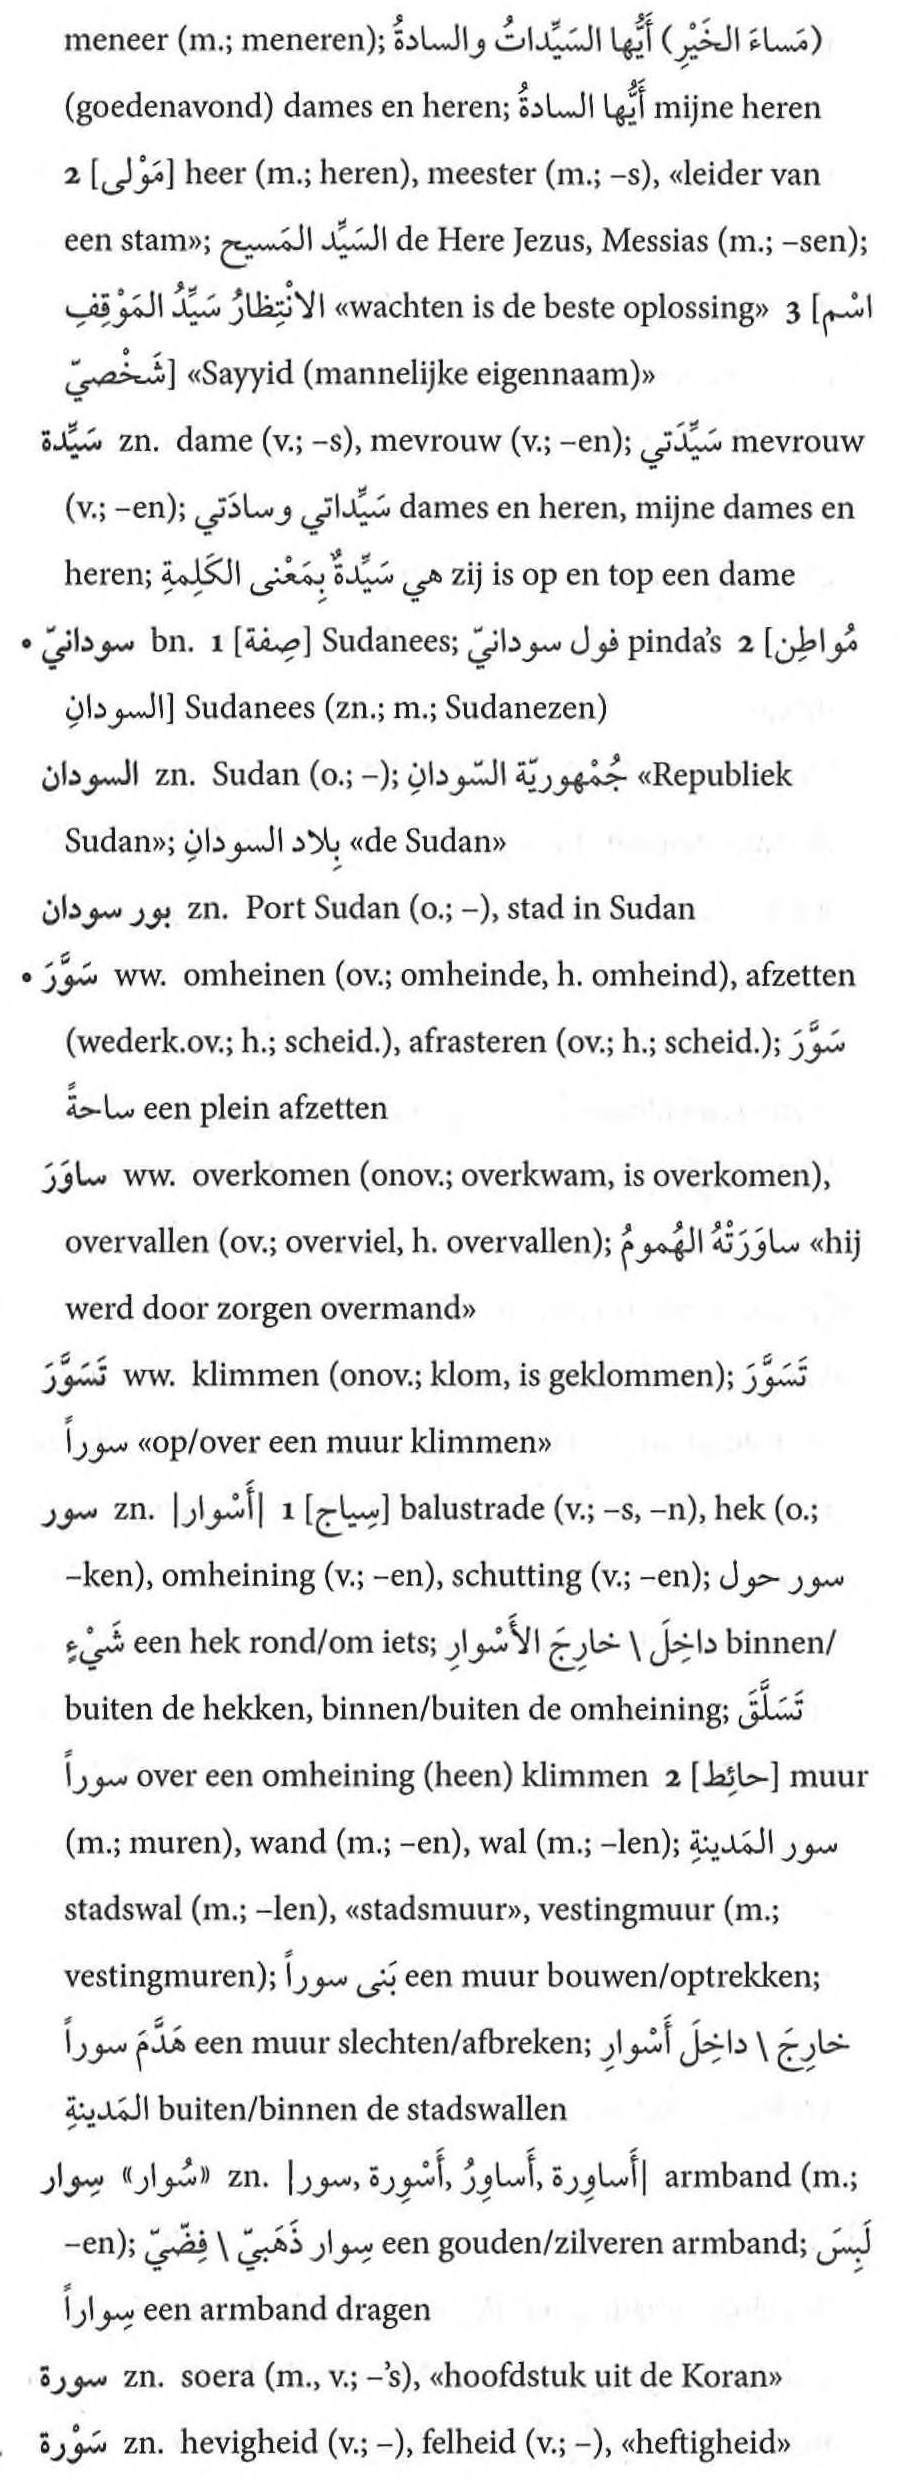 meneer (m.; meneren); (مَساءَ الخَيْرِ) أَيُّها السَيِّداتُ والسادةُ
(goedenavond) dames en heren; أَيُّها السادةُ mijne heren
2 [مَوْلى] heer (m.; heren), meester (m.; –s), «leider van
een stam»; السَيِّد المَسيح de Here Jezus, Messias (m.; –sen);
الانْتِظارُ سَيِّدُ المَوْقِفِ «wachten is de beste oplossing» 3 [اسْم
شَخْصيّ] «Sayyid (mannelijke eigennaam)»
سَيِّدة zn. dame (v.; –s), mevrouw (v.; –en); سَيِّدَتي mevrouw
(v.; –en); سَيِّداتي وسادَتي dames en heren, mijne dames en
heren; هي سَيِّدةٌ بِمَعْنى الكَلِمةِ zij is op en top een dame
• سودانيّ bn. 1 [صِفة] Sudanees; فول سودانيّ pinda's 2 [مُواطِن
السودانِ] Sudanees (zn.; m.; Sudanezen)
السودان zn. Sudan (o.; –); جُمْهوريّة السّودانِ «Republiek
Sudan»; بِلاد السودانِ «de Sudan»
بور سودان zn. Port Sudan (o.; –), stad in Sudan
• سَوَّرَ ww. omheinen (ov.; omheinde, h. omheind), afzetten
(wederk.ov.; h.; scheid.), afrasteren (ov.; h.; scheid.); سَوَّرَ
ساحةً een plein afzetten
ساوَرَ ww. overkomen (onov.; overkwam, is overkomen),
overvallen (ov.; overviel, h. overvallen); ساوَرَتْهُ الهُمومُ «hij
werd door zorgen overmand»
تَسَوَّرَ ww. klimmen (onov.; klom, is geklommen); تَسَوَّرَ
سوراً «op/over een muur klimmen»
سور zn. |أَسْوار| 1 [سِياج] balustrade (v.; –s, –n), hek (o.;
–ken), omheining (v.; –en), schutting (v.; –en); سور حول
شَيْءٍ een hek rond/om iets; داخِلَ \ خارِجَ الأَسْوارِ binnen/
buiten de hekken, binnen/buiten de omheining; تَسَلَّقَ
سوراً over een omheining (heen) klimmen 2 [حائِط] muur
(m.; muren), wand (m.; –en), wal (m.; –len); سور المَدينةِ
stadswal (m.; –len), «stadsmuur», vestingmuur (m.;
vestingmuren); بَنى سوراً een muur bouwen/optrekken;
هَدَّمَ سوراً een muur slechten/afbreken; خارِجَ \ داخِلَ أَسْوارِ
المَدينةِ buiten/binnen de stadswallen
سِوار «سُوار» zn. |أَساوِرة, أَساوِرُ, أَسْوِرة, سور| armband (m.;
–en); سِوار ذَهَبيّ \ فِضّيّ een gouden/zilveren armband; لَبِسَ
سِواراً een armband dragen
سورة zn. soera (m., v.; –'s), «hoofdstuk uit de Koran»
سَوْرة zn. hevigheid (v.; –), felheid (v.; –), «heftigheid»